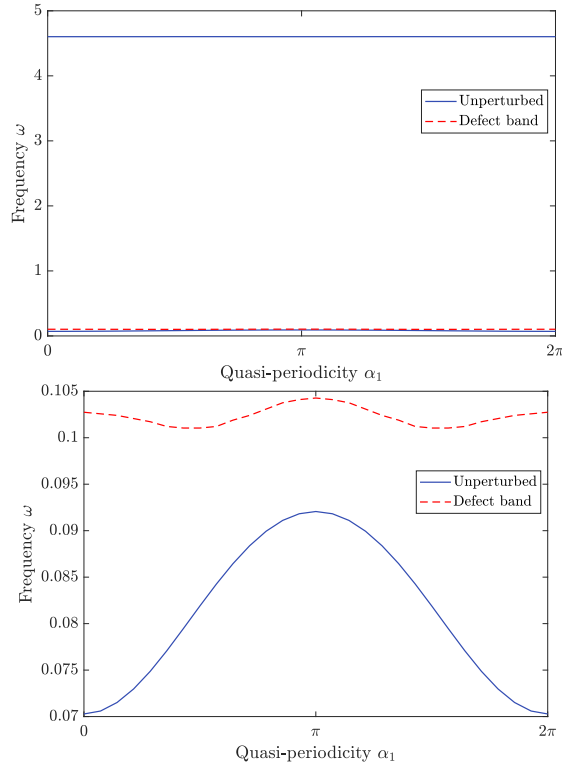 5
4
3
2
1
0
Frequency ω
Unperturbed
Defect band
0
π
2π
Quasi-periodicity α₁
0.105
0.1
0.095
0.09
0.085
0.08
0.075
0.07
Frequency ω
Unperturbed
Defect band
0
π
2π
Quasi-periodicity α₁